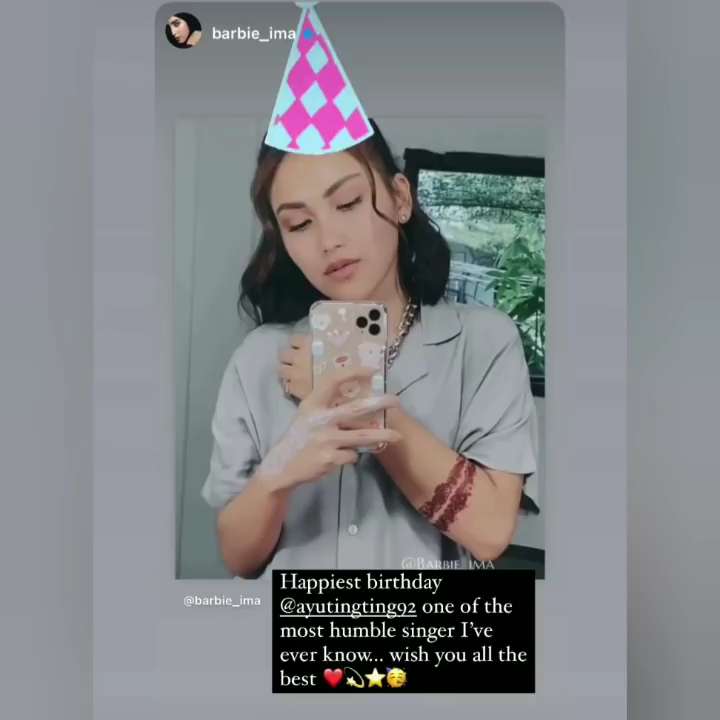 barbie_ima
@BARBIE_IMA
@barbie_ima
Happiest birthday
@ayutingting92 one of the
most humble singer I've
ever know... wish you all the
best ❤️💫⭐🥳